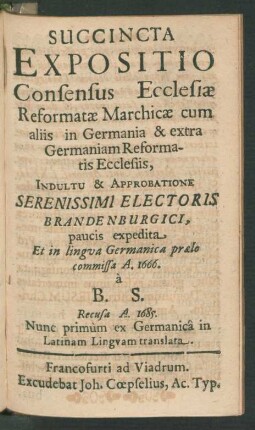 SUCCINCTA
EXPOSITIO
Consensus Ecclesiæ
Reformatæ Marchicæ cum
aliis in Germania & extra
Germaniam Reforma-
tis Ecclesiis,
INDULTU & APPROBATIONE
SERENISSIMI ELECTORIS
BRANDENBURGICI,
paucis expedita.
Et in lingva Germanica prælo
commissa A. 1666.
à
B. S.
Recusa A. 1685.
Nunc primùm ex Germanicâ in
Latinam Lingvam translata.
Francofurti ad Viadrum.
Excudebat Joh. Cœpselius, Ac. Typ.